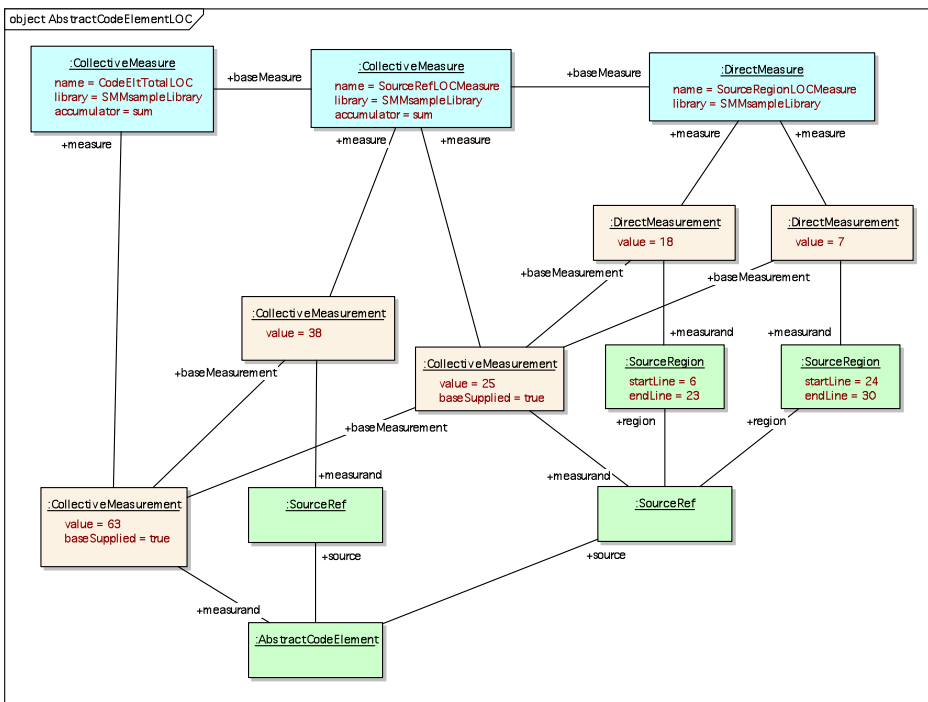 object AbstractCodeElementLOC
:CollectiveMeasure
name = CodeEltTotalLOC
library = SMMsampleLibrary
accumulator = sum
+baseMeasure
:CollectiveMeasure
name = SourceRefLOCMeasure
library = SMMsampleLibrary
accumulator = sum
+baseMeasure
:DirectMeasure
name = SourceRegionLOCMeasure
library = SMMsampleLibrary
+measure
+measure
+measure
+measure
+measure
:DirectMeasurement
value = 18
:DirectMeasurement
value = 7
+baseMeasurement
+baseMeasurement
:CollectiveMeasurement
value = 38
+measurand
+measurand
:CollectiveMeasurement
value = 25
baseSupplied = true
:SourceRegion
startLine = 6
endLine = 23
:SourceRegion
startLine = 24
endLine = 30
+baseMeasurement
+baseMeasurement
+region
+region
+measurand
+measurand
:CollectiveMeasurement
value = 63
baseSupplied = true
:SourceRef
:SourceRef
+source
+source
+measurand
:AbstractCodeElement